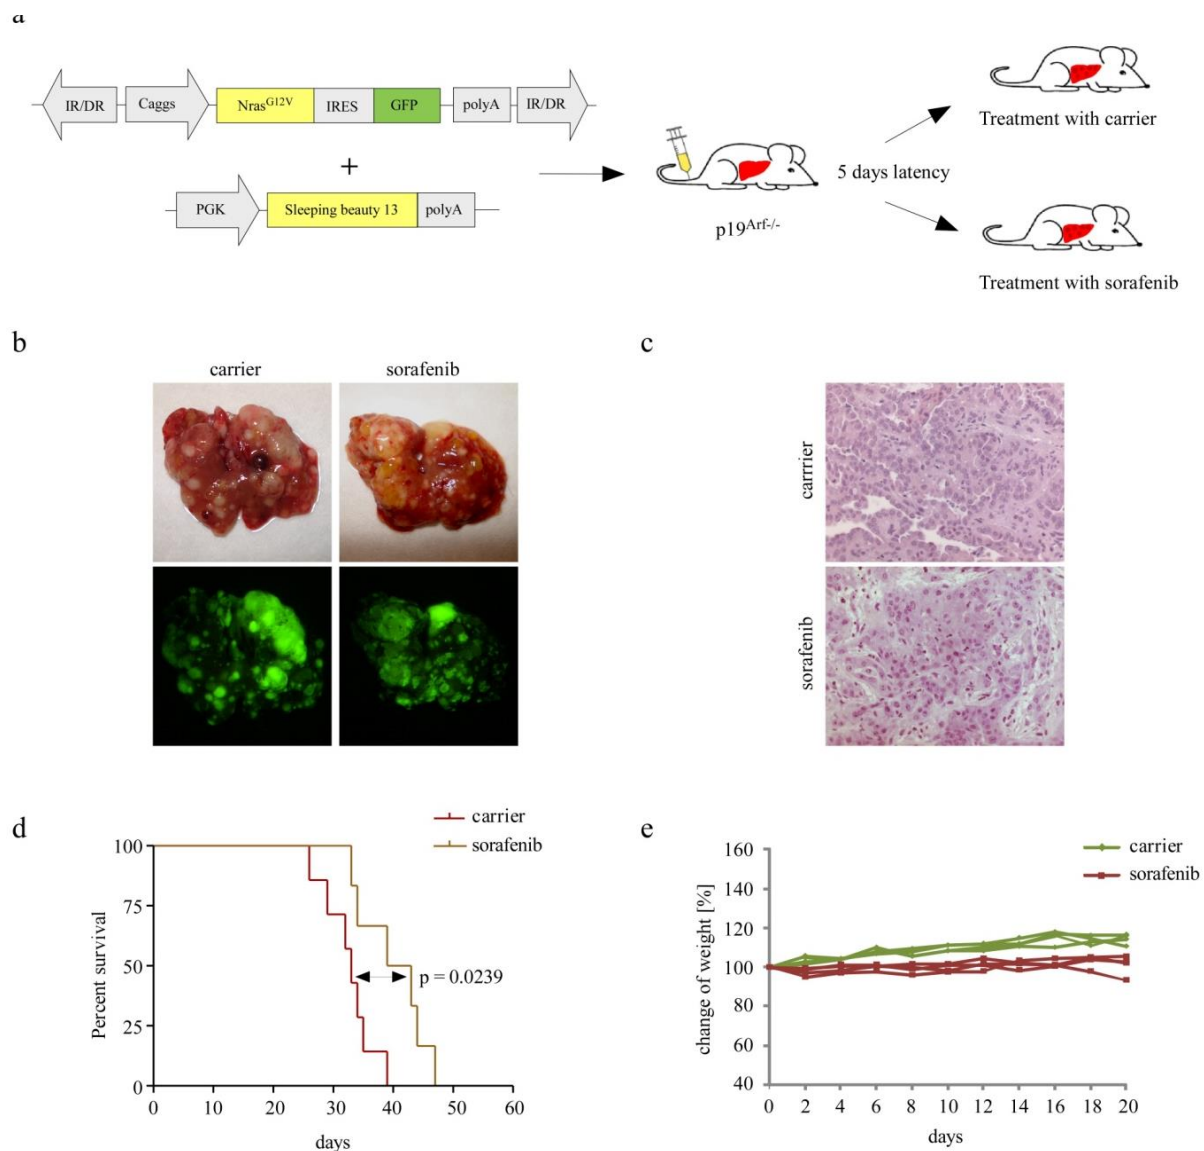 a
IR/DR Caggs Nras^G12V IRES GFP polyA IR/DR
+
PGK Sleeping beauty 13 polyA
p19^Arf-/-
5 days latency
Treatment with carrier
Treatment with sorafenib
b
carrier sorafenib
c
carrrier
sorafenib
d
carrier
sorafenib
100
75
50
25
0
Percent survival
p = 0.0239
0 10 20 30 40 50 60
days
e
carrier
sorafenib
160
140
120
100
80
60
40
change of weight [%]
0 2 4 6 8 10 12 14 16 18 20
days